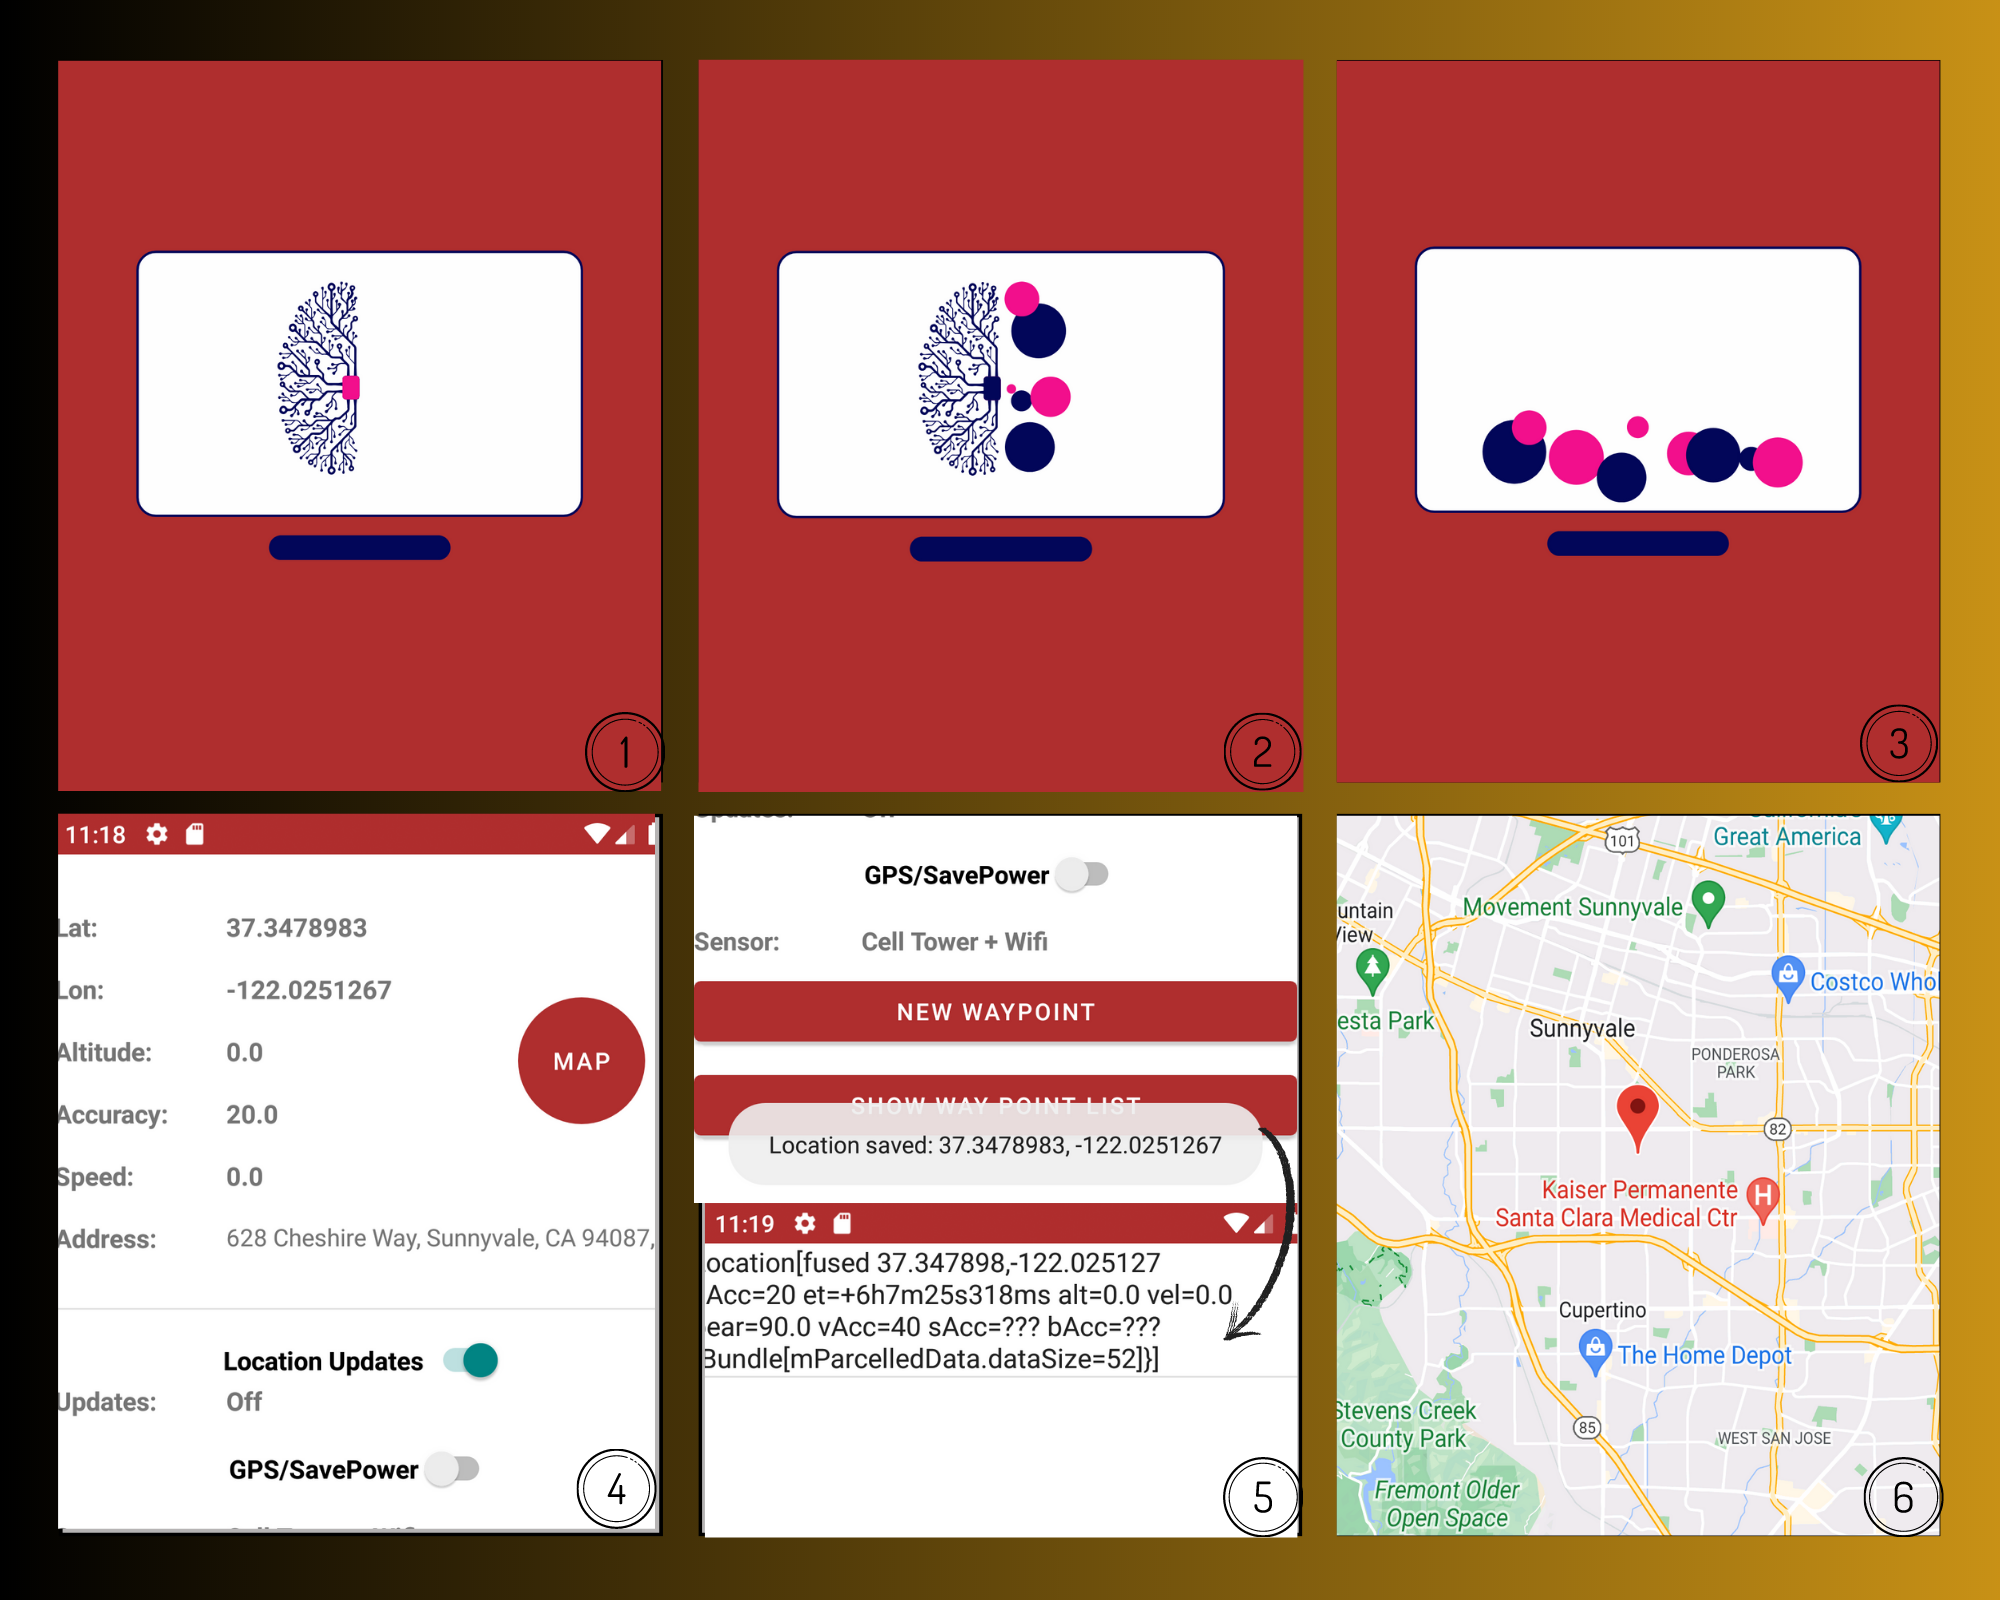 1
2
3
11:18
Lat: 37.3478983
Lon: -122.0251267
MAP
Altitude: 0.0
Accuracy: 20.0
Speed: 0.0
Address: 628 Cheshire Way, Sunnyvale, CA 94087,
Location Updates
Updates: Off
GPS/SavePower
4
GPS/SavePower
Sensor: Cell Tower + Wifi
NEW WAYPOINT
SHOW WAY POINT LIST
Location saved: 37.3478983, -122.0251267
11:19
ocation[fused 37.347898,-122.025127
Acc=20 et=+6h7m25s318ms alt=0.0 vel=0.0
ear=90.0 vAcc=40 sAcc=??? bAcc=???
Bundle[mParcelledData.dataSize=52]}]
5
Great America
101
Movement Sunnyvale
untain
View
Costco Whol
esta Park
Sunnyvale
PONDEROSA
PARK
82
Kaiser Permanente
Santa Clara Medical Ctr
H
Cupertino
The Home Depot
Stevens Creek
County Park
85
WEST SAN JOSE
Fremont Older
Open Space
6